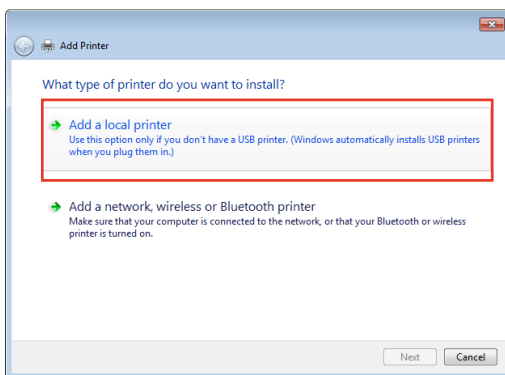 Add Printer
What type of printer do you want to install?
Add a local printer
Use this option only if you don't have a USB printer. (Windows automatically installs USB printers
when you plug them in.)
Add a network, wireless or Bluetooth printer
Make sure that your computer is connected to the network, or that your Bluetooth or wireless
printer is turned on.
Next Cancel